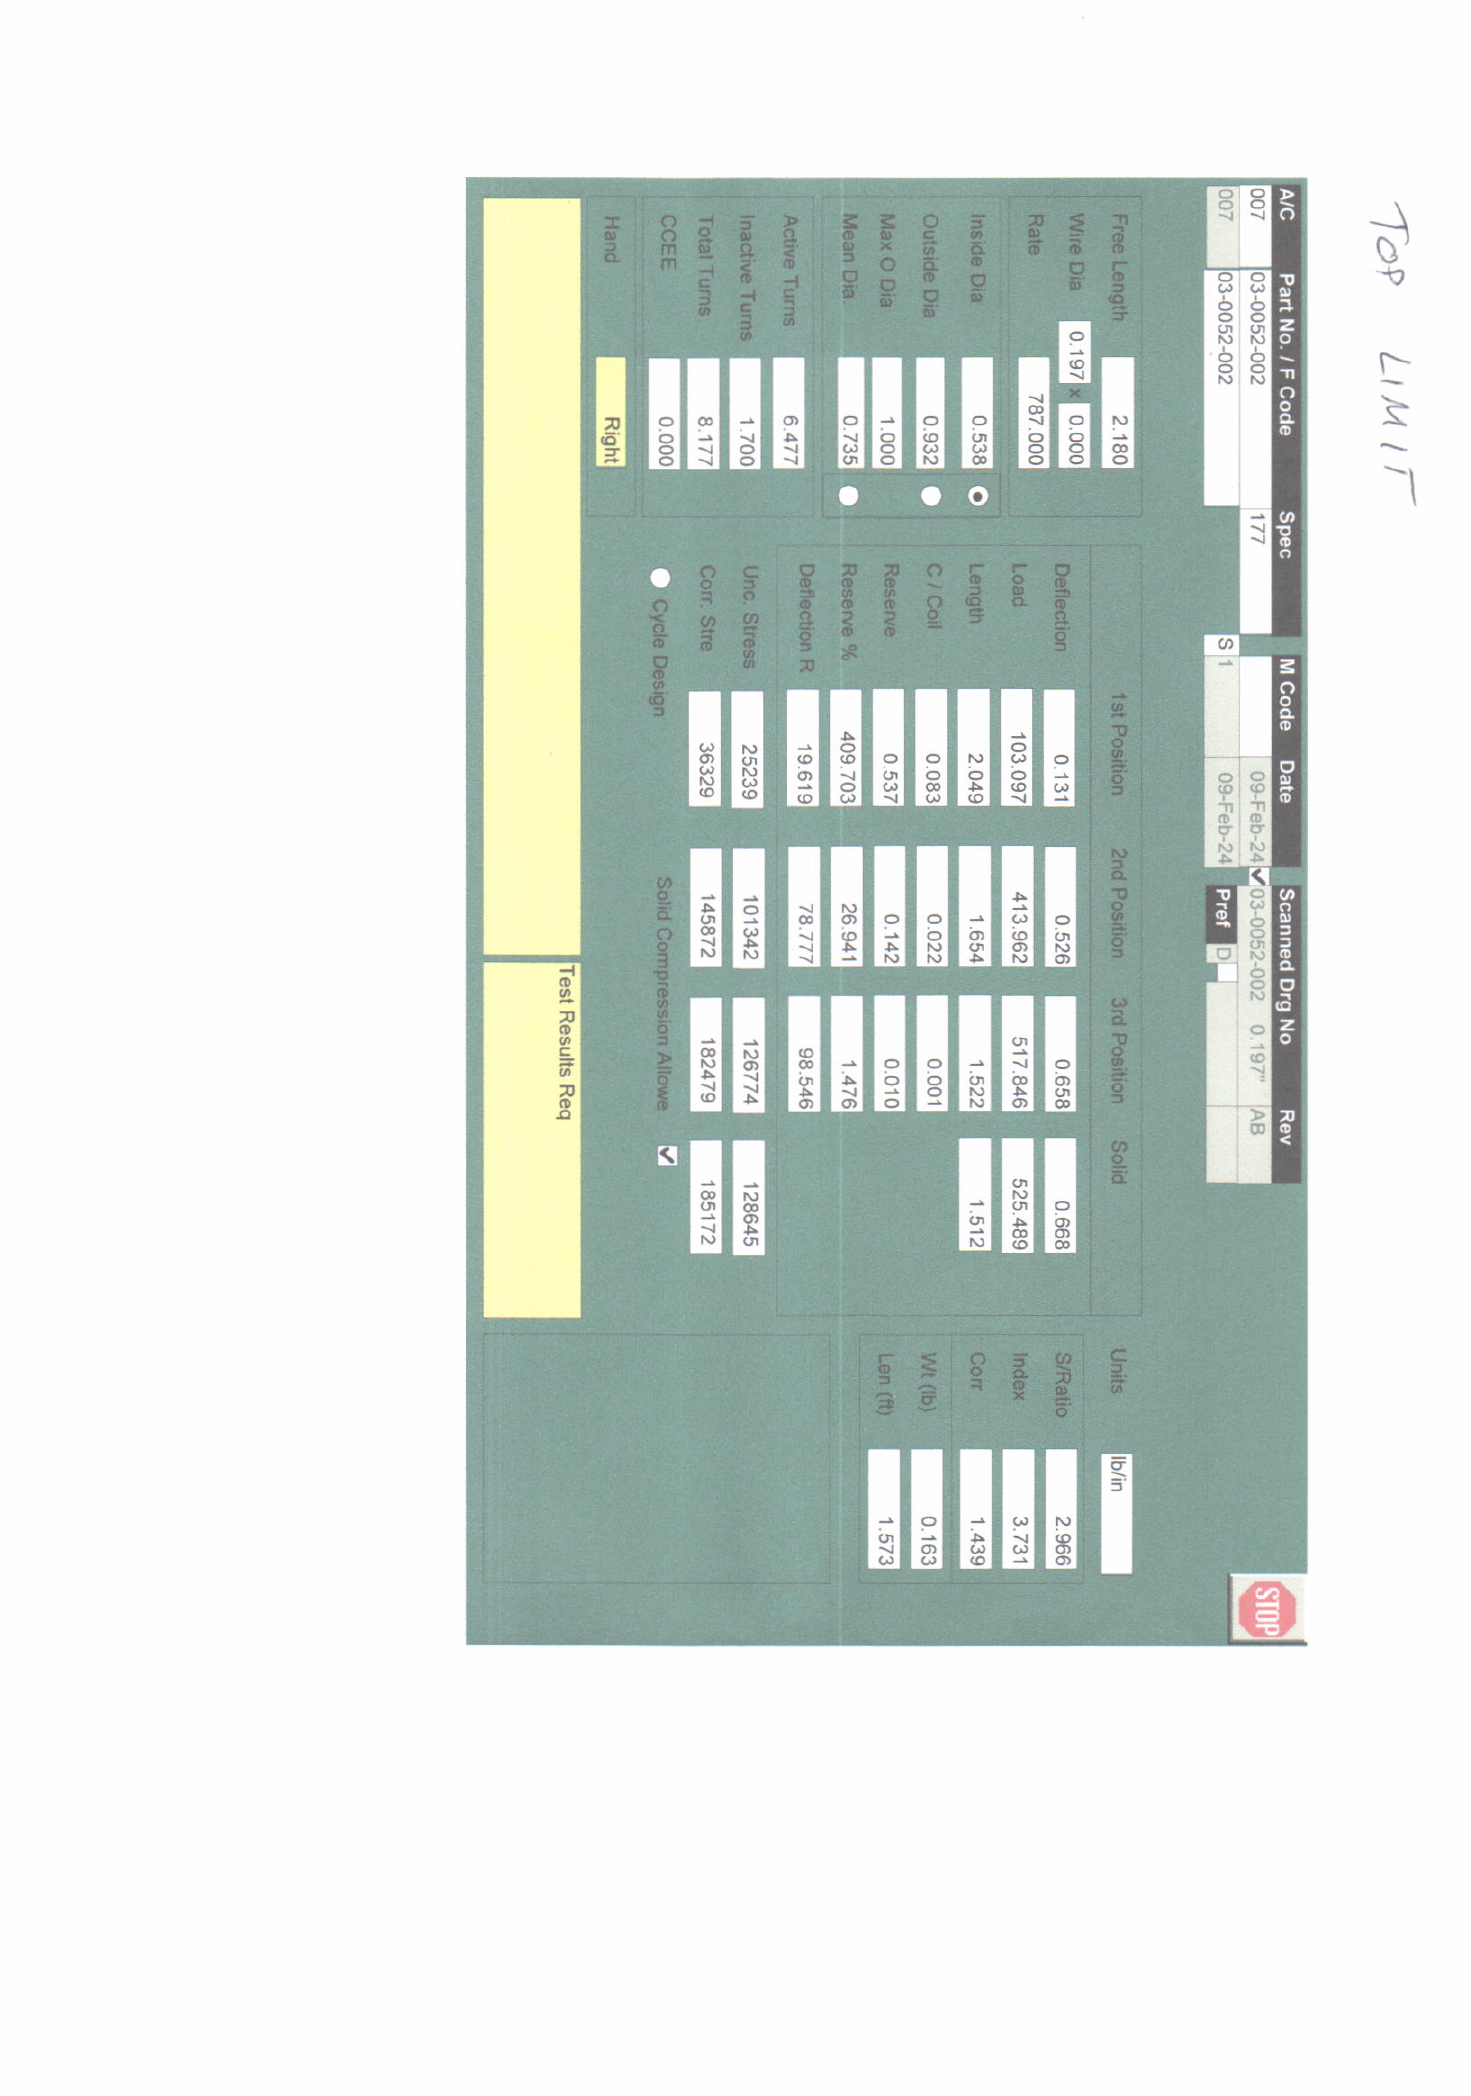 TOP LIMIT
A/C Part No. / F Code Spec M Code Date Scanned Drg No Rev
007 03-0052-002 177 09-Feb-24 03-0052-002 0.197" AB
007 03-0052-002 S 1 09-Feb-24 Pref D
STOP
Free Length 2.180
Wire Dia 0.197 x 0.000
Rate 787.000
Inside Dia 0.538
Outside Dia 0.932
Max O Dia 1.000
Mean Dia. 0.735
Active Turns 6.477
Inactive Turns 1.700
Total Turns 8.177
CCEE 0.000
Hand Right
1st Position 2nd Position 3rd Position Solid
Deflection 0.131 0.526 0.658 0.668
Load 103.097 413.962 517.846 525.489
Length 2.049 1.654 1.522 1.512
C / Coil 0.083 0.022 0.001
Reserve 0.537 0.142 0.010
Reserve % 409.703 26.941 1.476
Deflection R 19.619 78.777 98.546
Unc. Stress 25239 101342 126774 128645
Corr. Stre 36329 145872 182479 185172
Cycle Design Solid Compression Allowe
Units lb/in
S/Ratio 2.966
Index 3.731
Corr 1.439
Wt (lb) 0.163
Len (ft) 1.573
Test Results Req